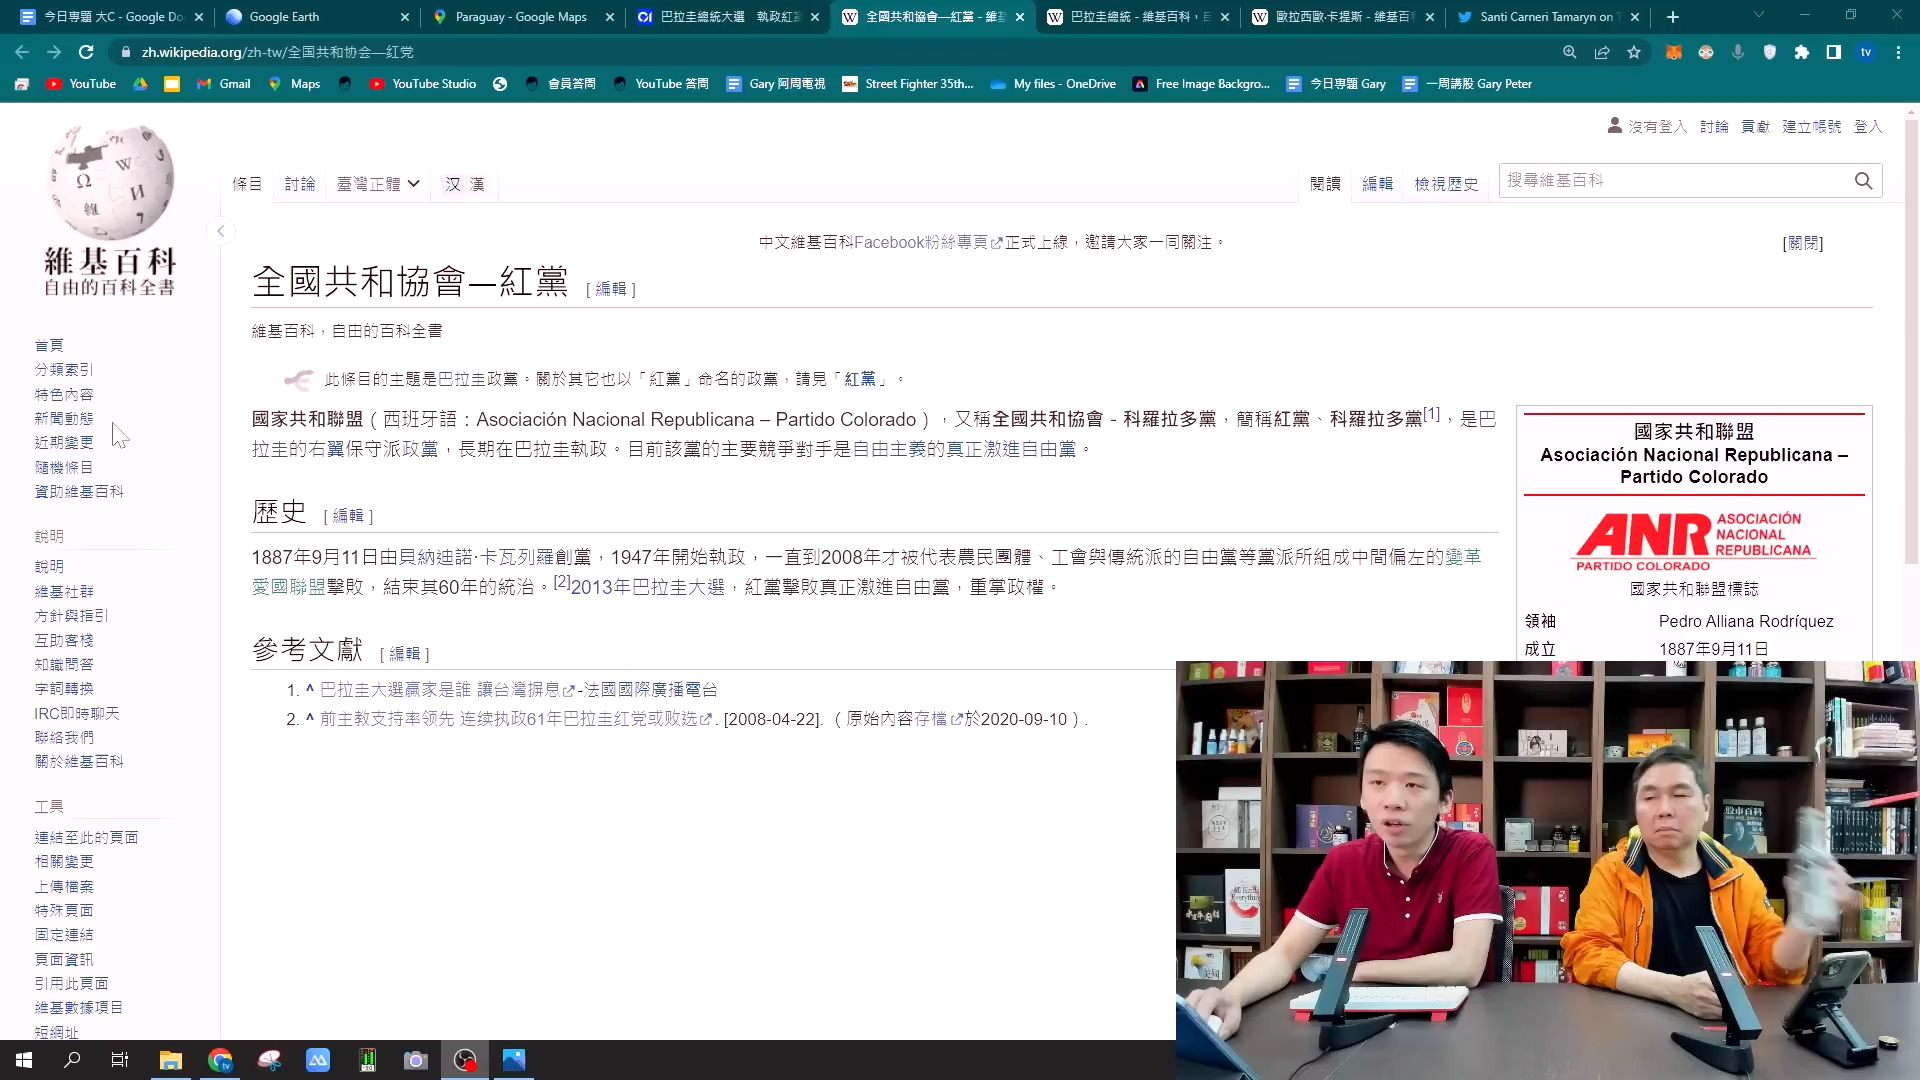 今日專題 大C - Google Do
Google Earth
Paraguay - Google Maps
巴拉圭總統大選 執政紅黨
全國共和協會—紅黨 - 維基
巴拉圭總統 - 維基百科,自
歐拉西歐·卡提斯 - 維基百科
Santi Carneri Tamaryn on T
zh.wikipedia.org/zh-tw/全国共和协会—红党
tv
YouTube
Gmail
Maps
YouTube Studio
會員答問
YouTube 答問
Gary 阿周電視
Street Fighter 35th...
My files - OneDrive
Free Image Backgro...
今日專題 Gary
一周講股 Gary Peter
沒有登入 討論 貢獻 建立帳號 登入
條目 討論 臺灣正體 汉 漢
閱讀 編輯 檢視歷史
搜尋維基百科
維基百科
自由的百科全書
中文維基百科Facebook粉絲專頁正式上線,邀請大家一同關注。
[關閉]
全國共和協會—紅黨 [ 編輯 ]
維基百科,自由的百科全書
此條目的主題是巴拉圭政黨。關於其它也以「紅黨」命名的政黨,請見「紅黨」。
國家共和聯盟(西班牙語:Asociación Nacional Republicana – Partido Colorado),又稱全國共和協會 - 科羅拉多黨,簡稱紅黨、科羅拉多黨[1],是巴
拉圭的右翼保守派政黨,長期在巴拉圭執政。目前該黨的主要競爭對手是自由主義的真正激進自由黨。
歷史 [ 編輯 ]
1887年9月11日由貝納迪諾·卡瓦列羅創黨,1947年開始執政,一直到2008年才被代表農民團體、工會與傳統派的自由黨等黨派所組成中間偏左的變革
愛國聯盟擊敗,結束其60年的統治。[2]2013年巴拉圭大選,紅黨擊敗真正激進自由黨,重掌政權。
參考文獻 [ 編輯 ]
1. ^ 巴拉圭大選贏家是誰 讓台灣摒息-法國國際廣播電台
2. ^ 前主教支持率领先 连续执政61年巴拉圭红党或败选. [2008-04-22]. (原始內容存檔於2020-09-10).
國家共和聯盟
Asociación Nacional Republicana –
Partido Colorado
ANR
ASOCIACIÓN
NACIONAL
REPUBLICANA
PARTIDO COLORADO
國家共和聯盟標誌
領袖 Pedro Alliana Rodríquez
成立 1887年9月11日
首頁
分類索引
特色內容
新聞動態
近期變更
隨機條目
資助維基百科
說明
說明
維基社群
方針與指引
互助客棧
知識問答
字詞轉換
IRC即時聊天
聯絡我們
關於維基百科
工具
連結至此的頁面
相關變更
上傳檔案
特殊頁面
固定連結
頁面資訊
引用此頁面
維基數據項目
短網址
股市百科